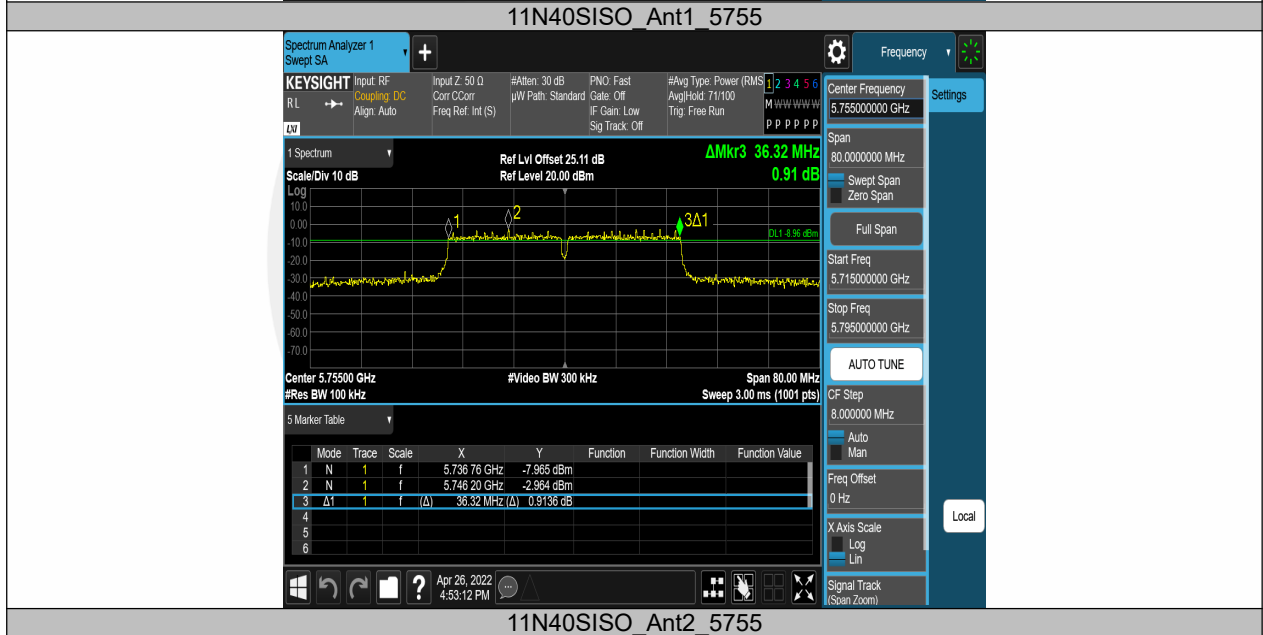 11N40SISO_Ant1_5755
Spectrum Analyzer 1
Swept SA
+
Frequency
KEYSIGHT
RL
LXI
Input: RF
Coupling: DC
Align: Auto
Input Z: 50 Ω
Corr CCorr
Freq Ref: Int (S)
#Atten: 30 dB
µW Path: Standard
PNO: Fast
Gate: Off
IF Gain: Low
Sig Track: Off
#Avg Type: Power (RMS
Avg|Hold: 71/100
Trig: Free Run
1 2 3 4 5 6
M W W W W W
P P P P P P
Center Frequency
5.755000000 GHz
Settings
1 Spectrum
Scale/Div 10 dB
Ref Lvl Offset 25.11 dB
Ref Level 20.00 dBm
ΔMkr3 36.32 MHz
0.91 dB
Log
10.0
0.00
-10.0
-20.0
-30.0
-40.0
-50.0
-60.0
-70.0
1
2
3Δ1
DL1 -8.96 dBm
Center 5.75500 GHz
#Res BW 100 kHz
#Video BW 300 kHz
Span 80.00 MHz
Sweep 3.00 ms (1001 pts)
Span
80.0000000 MHz
Swept Span
Zero Span
Full Span
Start Freq
5.715000000 GHz
Stop Freq
5.795000000 GHz
AUTO TUNE
CF Step
8.000000 MHz
Auto
Man
Freq Offset
0 Hz
X Axis Scale
Log
Lin
Signal Track
(Span Zoom)
Local
5 Marker Table
Mode Trace Scale X Y Function Function Width Function Value
1 N 1 f 5.736 76 GHz -7.965 dBm
2 N 1 f 5.746 20 GHz -2.964 dBm
3 Δ1 1 f (Δ) 36.32 MHz (Δ) 0.9136 dB
4
5
6
?
Apr 26, 2022
4:53:12 PM
11N40SISO_Ant2_5755